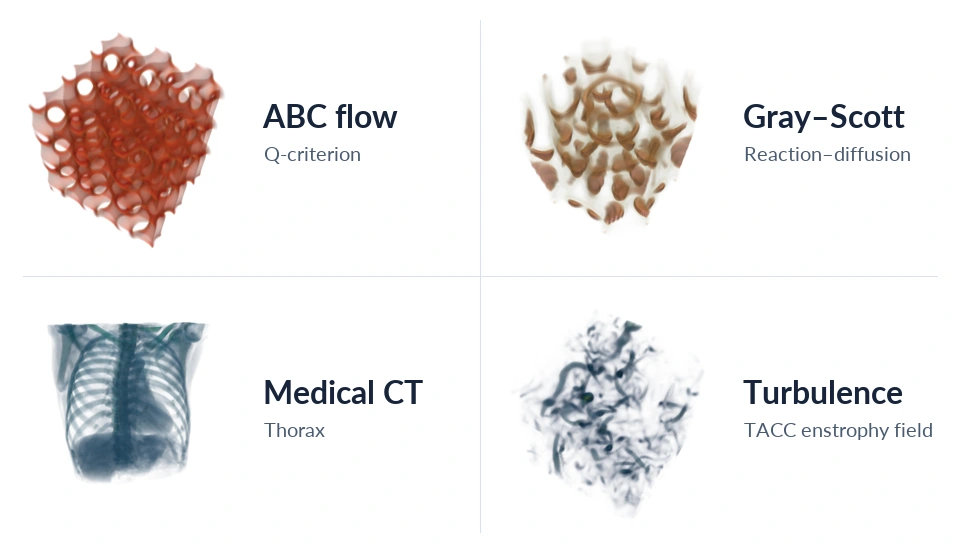 ABC flow
Q-criterion
Gray–Scott
Reaction–diffusion
Medical CT
Thorax
Turbulence
TACC enstrophy field